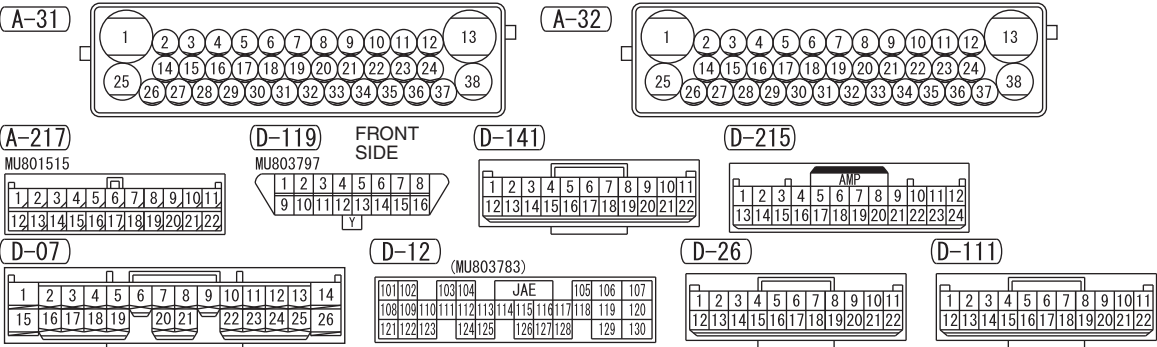 A-31
1 2 3 4 5 6 7 8 9 10 11 12 13
14 15 16 17 18 19 20 21 22 23 24
25 26 27 28 29 30 31 32 33 34 35 36 37 38
A-32
1 2 3 4 5 6 7 8 9 10 11 12 13
14 15 16 17 18 19 20 21 22 23 24
25 26 27 28 29 30 31 32 33 34 35 36 37 38
A-217
MU801515
1 2 3 4 5 6 7 8 9 10 11
12 13 14 15 16 17 18 19 20 21 22
D-119
FRONT
SIDE
MU803797
1 2 3 4 5 6 7 8
9 10 11 12 13 14 15 16
Y
D-141
1 2 3 4 5 6 7 8 9 10 11
12 13 14 15 16 17 18 19 20 21 22
D-215
AMP
1 2 3 4 5 6 7 8 9 10 11 12
13 14 15 16 17 18 19 20 21 22 23 24
D-07
1 2 3 4 5 6 7 8 9 10 11 12 13 14
15 16 17 18 19 20 21 22 23 24 25 26
D-12
(MU803783)
101 102 103 104 JAE 105 106 107
108 109 110 111 112 113 114 115 116 117 118 119 120
121 122 123 124 125 126 127 128 129 130
D-26
1 2 3 4 5 6 7 8 9 10 11
12 13 14 15 16 17 18 19 20 21 22
D-111
1 2 3 4 5 6 7 8 9 10 11
12 13 14 15 16 17 18 19 20 21 22